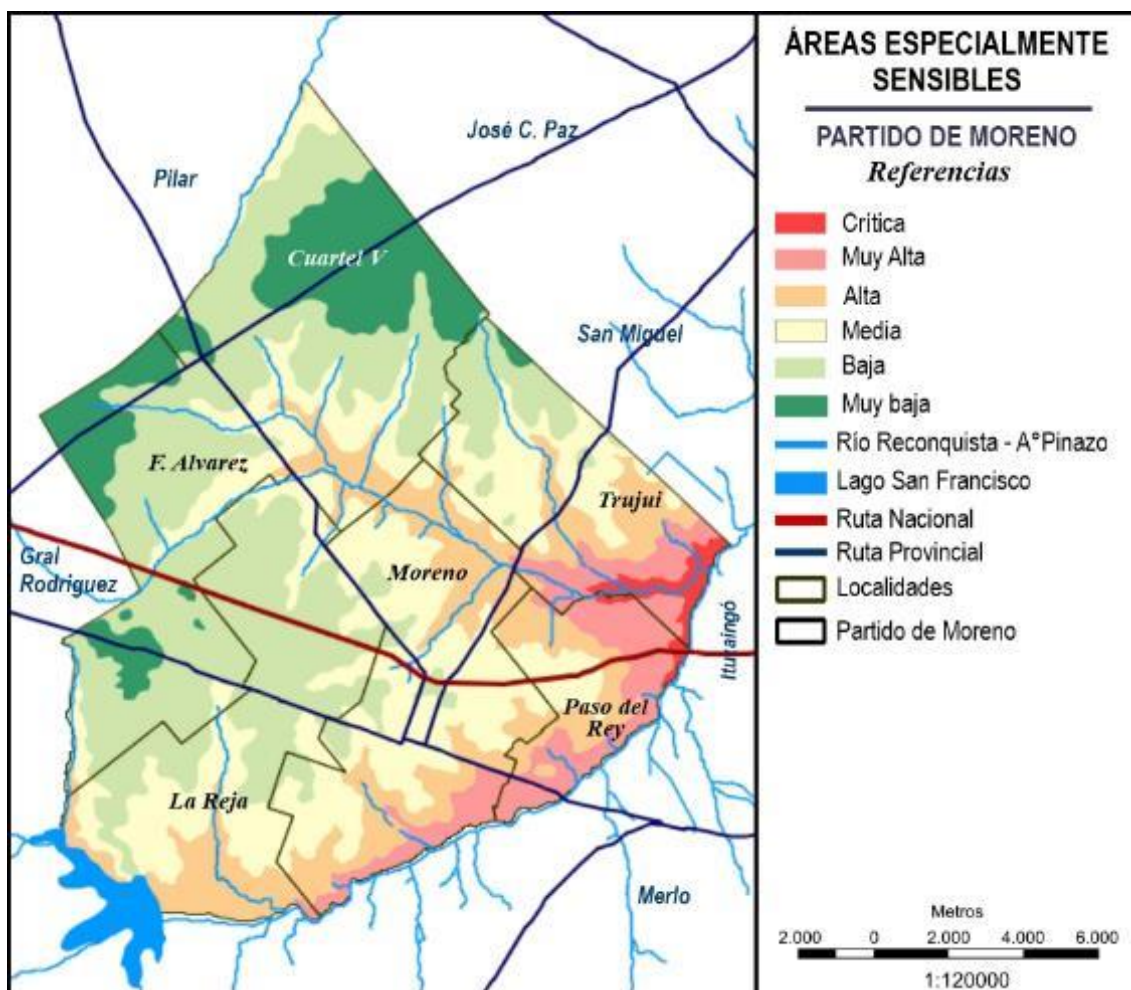 ÁREAS ESPECIALMENTE
SENSIBLES
PARTIDO DE MORENO
Referencias
Critica
Muy Alta
Alta
Media
Baja
Muy baja
Río Reconquista - A°Pinazo
Lago San Francisco
Ruta Nacional
Ruta Provincial
Localidades
Partido de Moreno
Metros
2.000 0 2.000 4.000 6.000
1:120000
José C. Paz
Pilar
Cuartel V
San Miguel
F. Alvarez
Trujui
Gral
Rodriguez
Moreno
Ituzaingó
Paso del
Rey
La Reja
Merlo